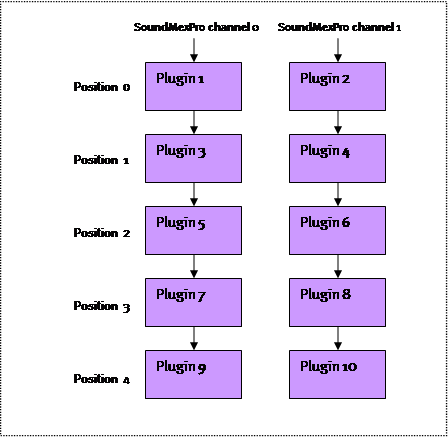 SoundMexPro channel 0 SoundMexPro channel 1
Position 0 Plugin 1 Plugin 2
Position 1 Plugin 3 Plugin 4
Position 2 Plugin 5 Plugin 6
Position 3 Plugin 7 Plugin 8
Position 4 Plugin 9 Plugin 10